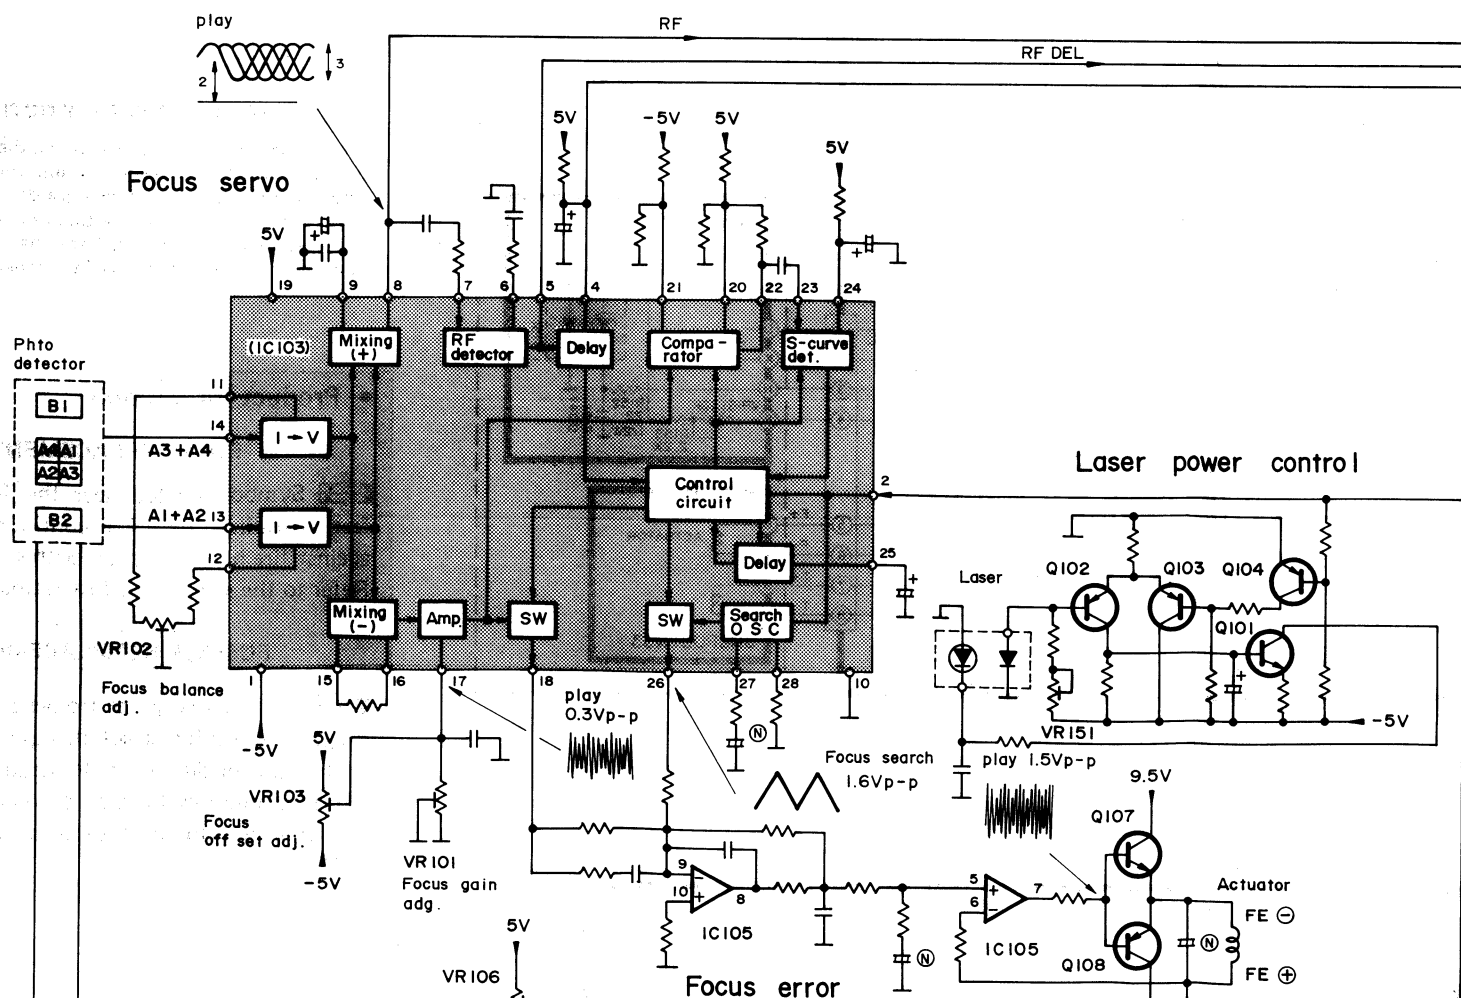 play
3
2
RF
RF DEL
5V
-5V
5V
5V
Focus servo
5V
+
+
+
19
9
8
7
6
5
4
21
20
22
23
24
Phto
detector
(IC103)
Mixing
(+)
RF
detector
Delay
Compa-
rator
S-curve
det.
11
B1
14
A3+A4
I→V
A4 A1
A2 A3
B2
A1+A2
13
I→V
12
Control
circuit
2
Laser power control
Delay
25
+
Laser
Q102
Q103
Q104
Q101
+
Mixing
(-)
Amp.
SW
SW
Search
OSC
VR102
Focus balance
adj.
1
15
16
17
18
26
27
28
10
-5V
N
play
0.3Vp-p
VR151
-5V
5V
VR103
Focus
off set adj.
-5V
VR101
Focus gain
adg.
Focus search
1.6Vp-p
play 1.5Vp-p
9.5V
Q107
9
-
10
+
8
IC105
5
+
6
-
7
IC105
N
Q108
Actuator
FE ⊖
N
FE ⊕
5V
VR106
Focus error